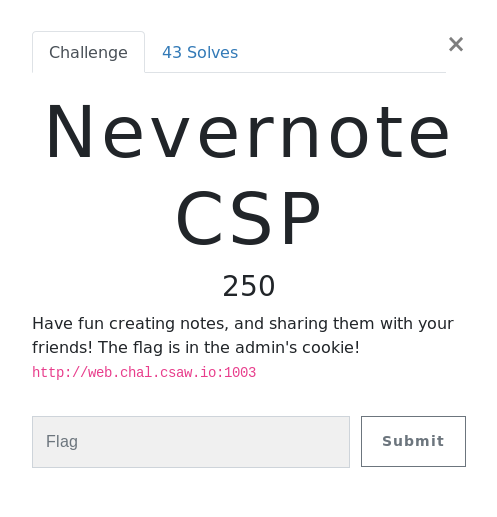 Challenge
43 Solves
×
Nevernote
CSP
250
Have fun creating notes, and sharing them with your
friends! The flag is in the admin's cookie!
http://web.chal.csaw.io:1003
Flag
Submit